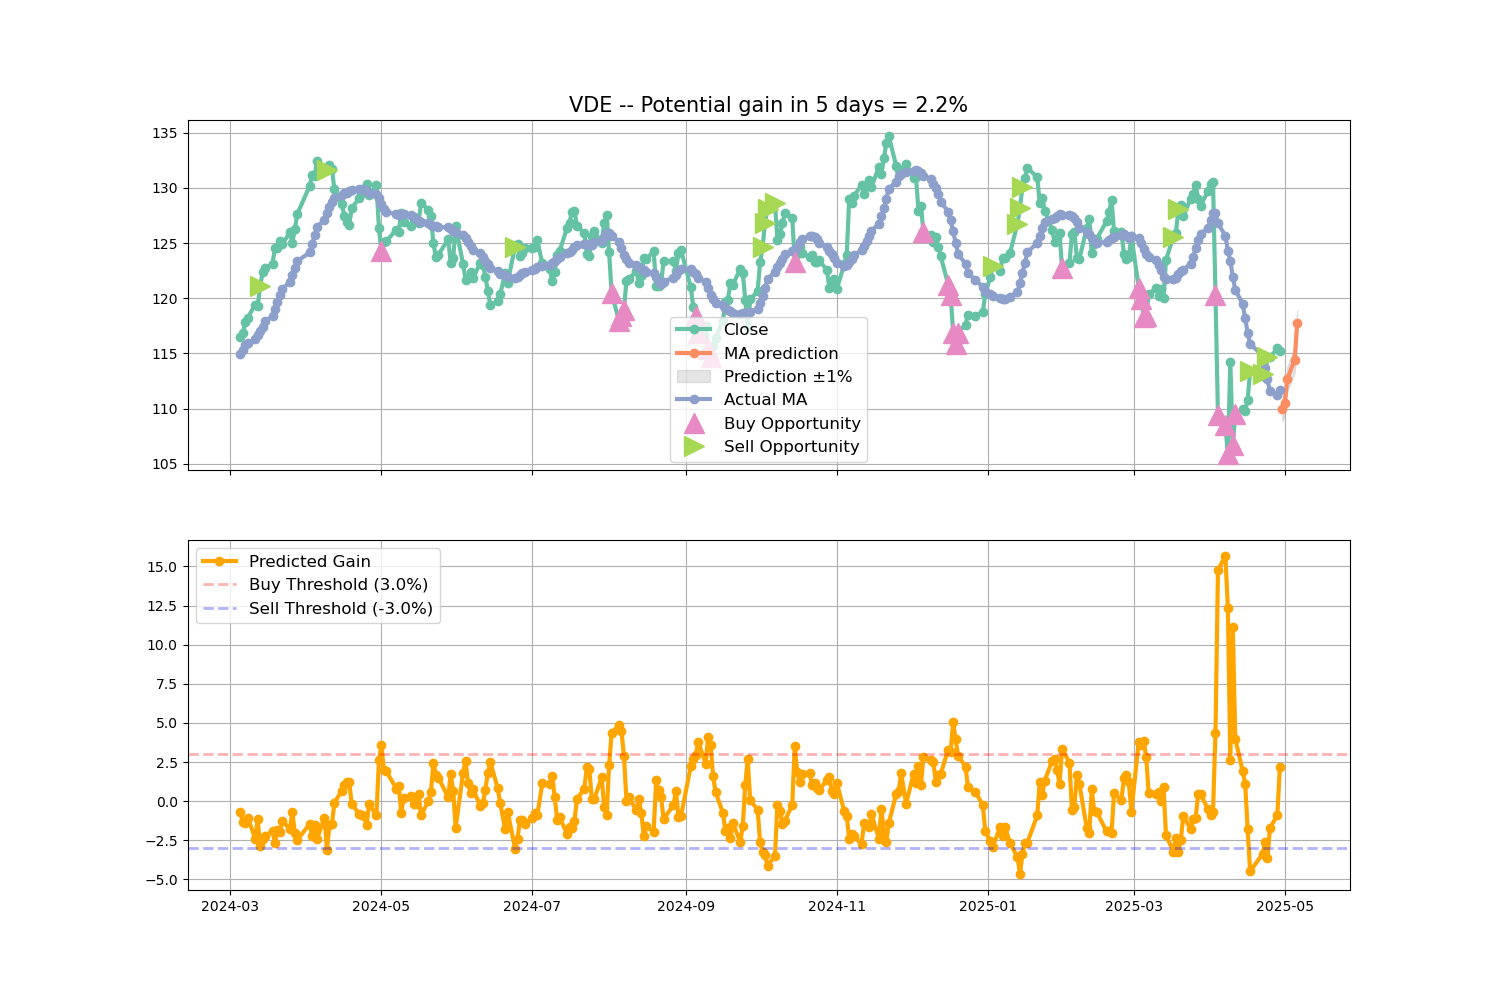 VDE -- Potential gain in 5 days = 2.2%
135
130
125
120
115
110
105
Close
MA prediction
Prediction ±1%
Actual MA
Buy Opportunity
Sell Opportunity
15.0
12.5
10.0
7.5
5.0
2.5
0.0
−2.5
−5.0
Predicted Gain
Buy Threshold (3.0%)
Sell Threshold (-3.0%)
2024-03
2024-05
2024-07
2024-09
2024-11
2025-01
2025-03
2025-05